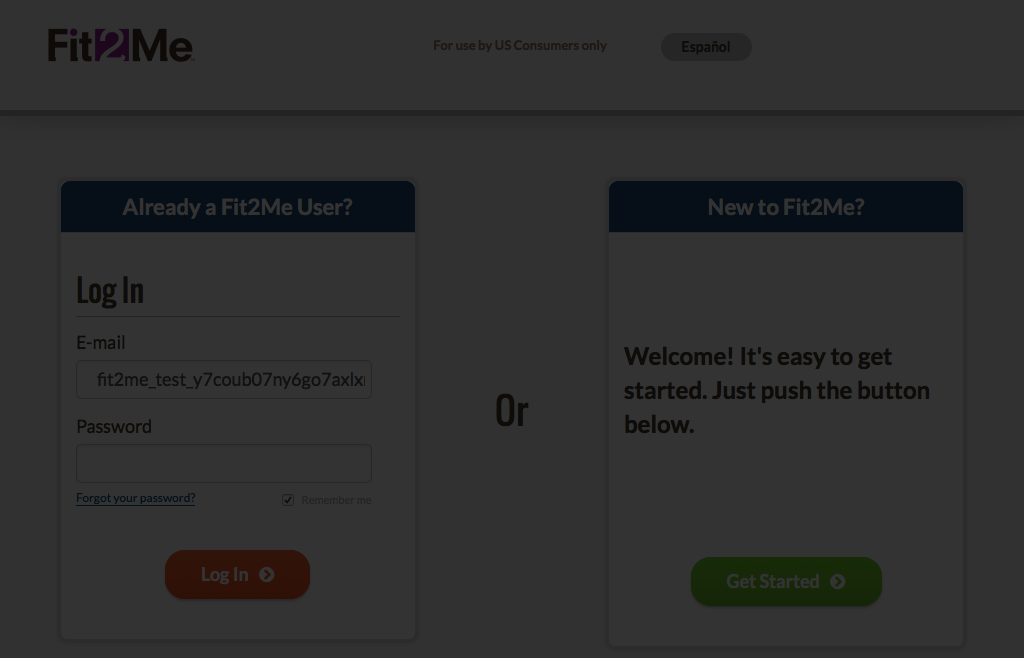 Fit2Me
For use by US Consumers only
Español
Already a Fit2Me User?
Log In
E-mail
fit2me_test_y7coub07ny6go7axlx
Password
Forgot your password?
Remember me
Log In
Or
New to Fit2Me?
Welcome! It's easy to get
started. Just push the button
below.
Get Started